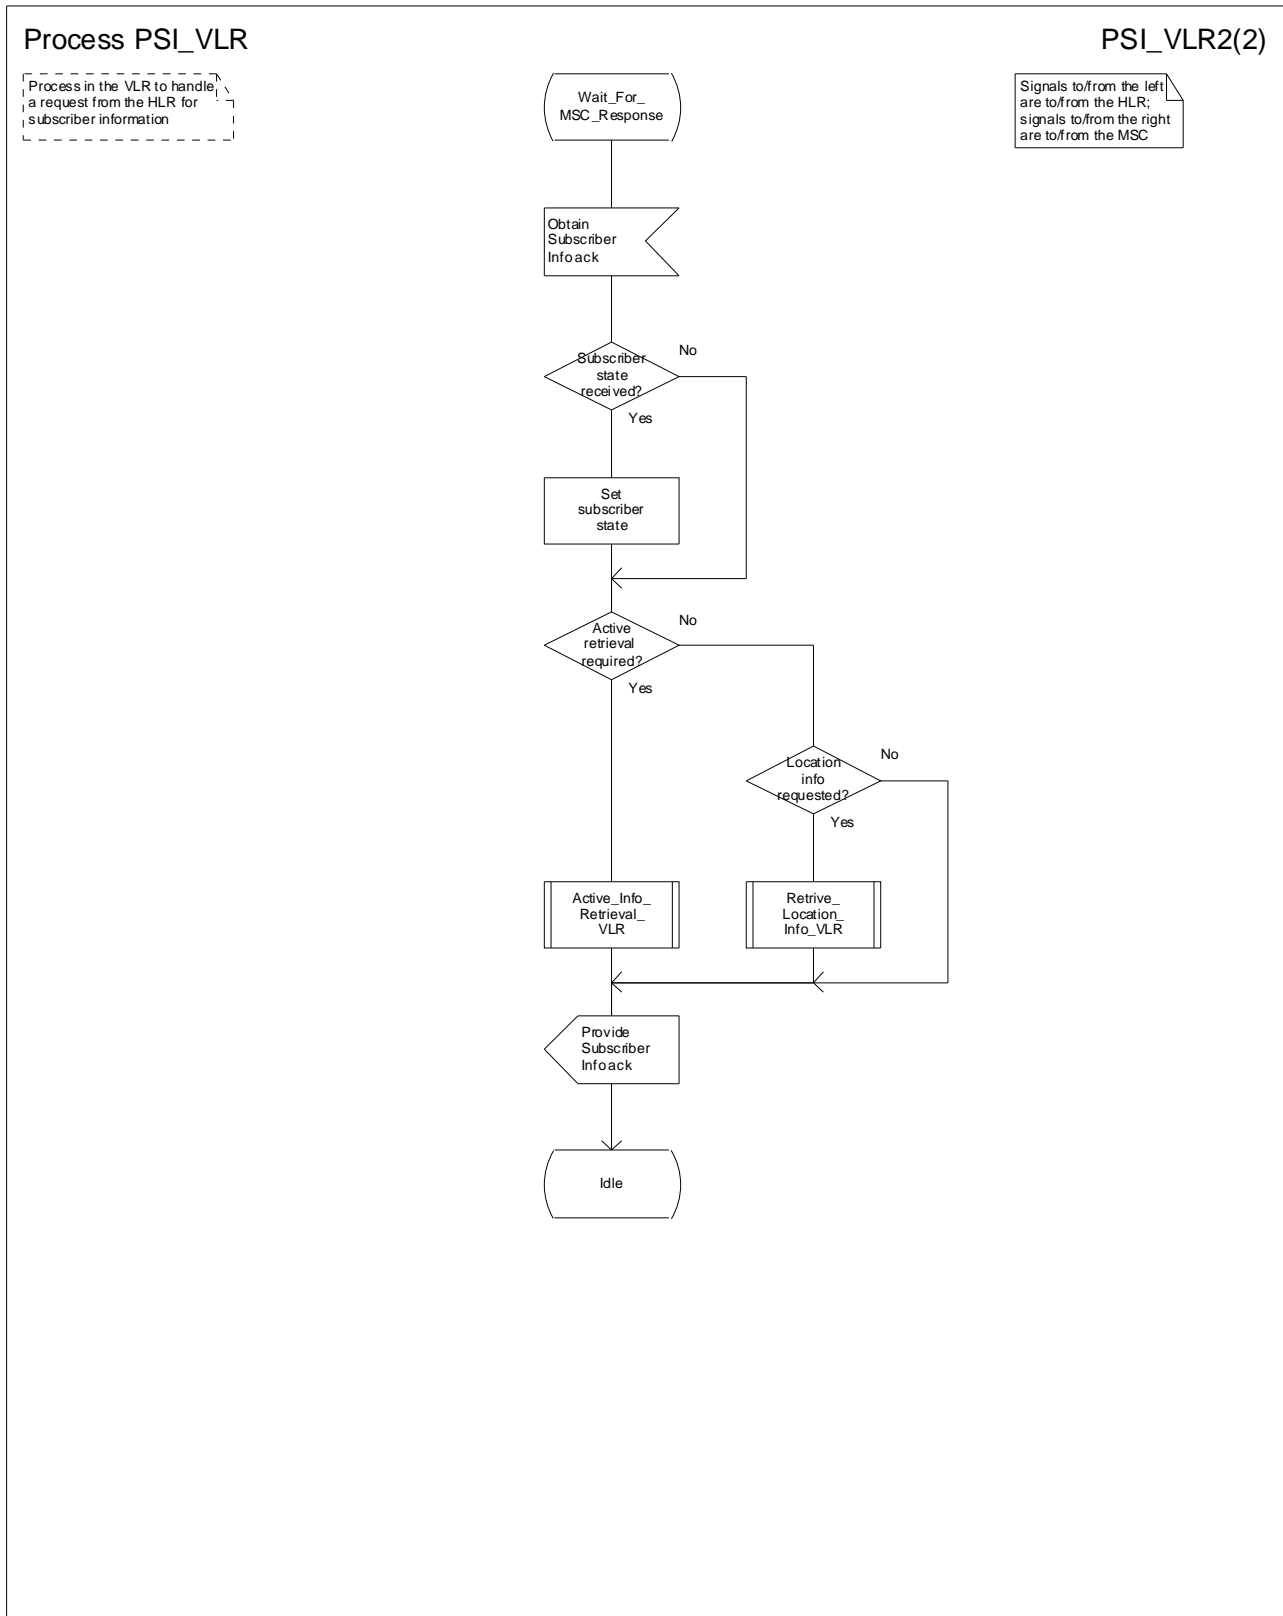 Process PSI_VLR
PSI_VLR2(2)
Process in the VLR to handle
a request from the HLR for
subscriber information
Signals to/from the left
are to/from the HLR;
signals to/from the right
are to/from the MSC
Wait_For_
MSC_Response
Obtain
Subscriber
Info ack
Subscriber
state
received?
No
Yes
Set
subscriber
state
Active
retrieval
required?
No
Yes
Location
info
requested?
No
Yes
Active_Info_
Retrieval_
VLR
Retrive_
Location_
Info_VLR
Provide
Subscriber
Info ack
Idle